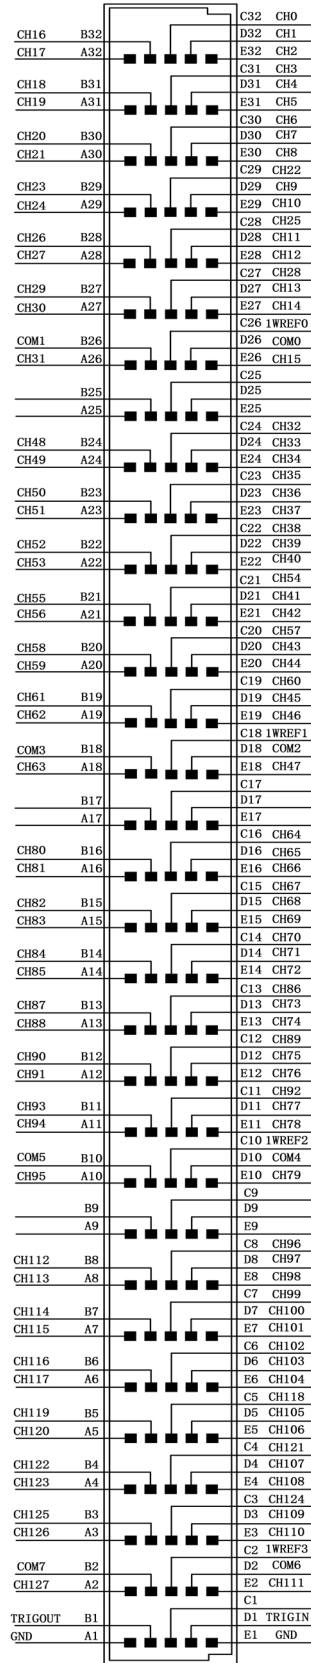 C32 CH0
CH16 B32 D32 CH1
CH17 A32 E32 CH2
C31 CH3
CH18 B31 D31 CH4
CH19 A31 E31 CH5
C30 CH6
CH20 B30 D30 CH7
CH21 A30 E30 CH8
C29 CH22
CH23 B29 D29 CH9
CH24 A29 E29 CH10
C28 CH25
CH26 B28 D28 CH11
CH27 A28 E28 CH12
C27 CH28
CH29 B27 D27 CH13
CH30 A27 E27 CH14
C26 1WREF0
COM1 B26 D26 COM0
CH31 A26 E26 CH15
C25
B25 D25
A25 E25
C24 CH32
CH48 B24 D24 CH33
CH49 A24 E24 CH34
C23 CH35
CH50 B23 D23 CH36
CH51 A23 E23 CH37
C22 CH38
CH52 B22 D22 CH39
CH53 A22 E22 CH40
C21 CH54
CH55 B21 D21 CH41
CH56 A21 E21 CH42
C20 CH57
CH58 B20 D20 CH43
CH59 A20 E20 CH44
C19 CH60
CH61 B19 D19 CH45
CH62 A19 E19 CH46
C18 1WREF1
COM3 B18 D18 COM2
CH63 A18 E18 CH47
C17
B17 D17
A17 E17
C16 CH64
CH80 B16 D16 CH65
CH81 A16 E16 CH66
C15 CH67
CH82 B15 D15 CH68
CH83 A15 E15 CH69
C14 CH70
CH84 B14 D14 CH71
CH85 A14 E14 CH72
C13 CH86
CH87 B13 D13 CH73
CH88 A13 E13 CH74
C12 CH89
CH90 B12 D12 CH75
CH91 A12 E12 CH76
C11 CH92
CH93 B11 D11 CH77
CH94 A11 E11 CH78
C10 1WREF2
COM5 B10 D10 COM4
CH95 A10 E10 CH79
C9
B9 D9
A9 E9
C8 CH96
CH112 B8 D8 CH97
CH113 A8 E8 CH98
C7 CH99
CH114 B7 D7 CH100
CH115 A7 E7 CH101
C6 CH102
CH116 B6 D6 CH103
CH117 A6 E6 CH104
C5 CH118
CH119 B5 D5 CH105
CH120 A5 E5 CH106
C4 CH121
CH122 B4 D4 CH107
CH123 A4 E4 CH108
C3 CH124
CH125 B3 D3 CH109
CH126 A3 E3 CH110
C2 1WREF3
COM7 B2 D2 COM6
CH127 A2 E2 CH111
C1
TRIGOUT B1 D1 TRIGIN
GND A1 E1 GND